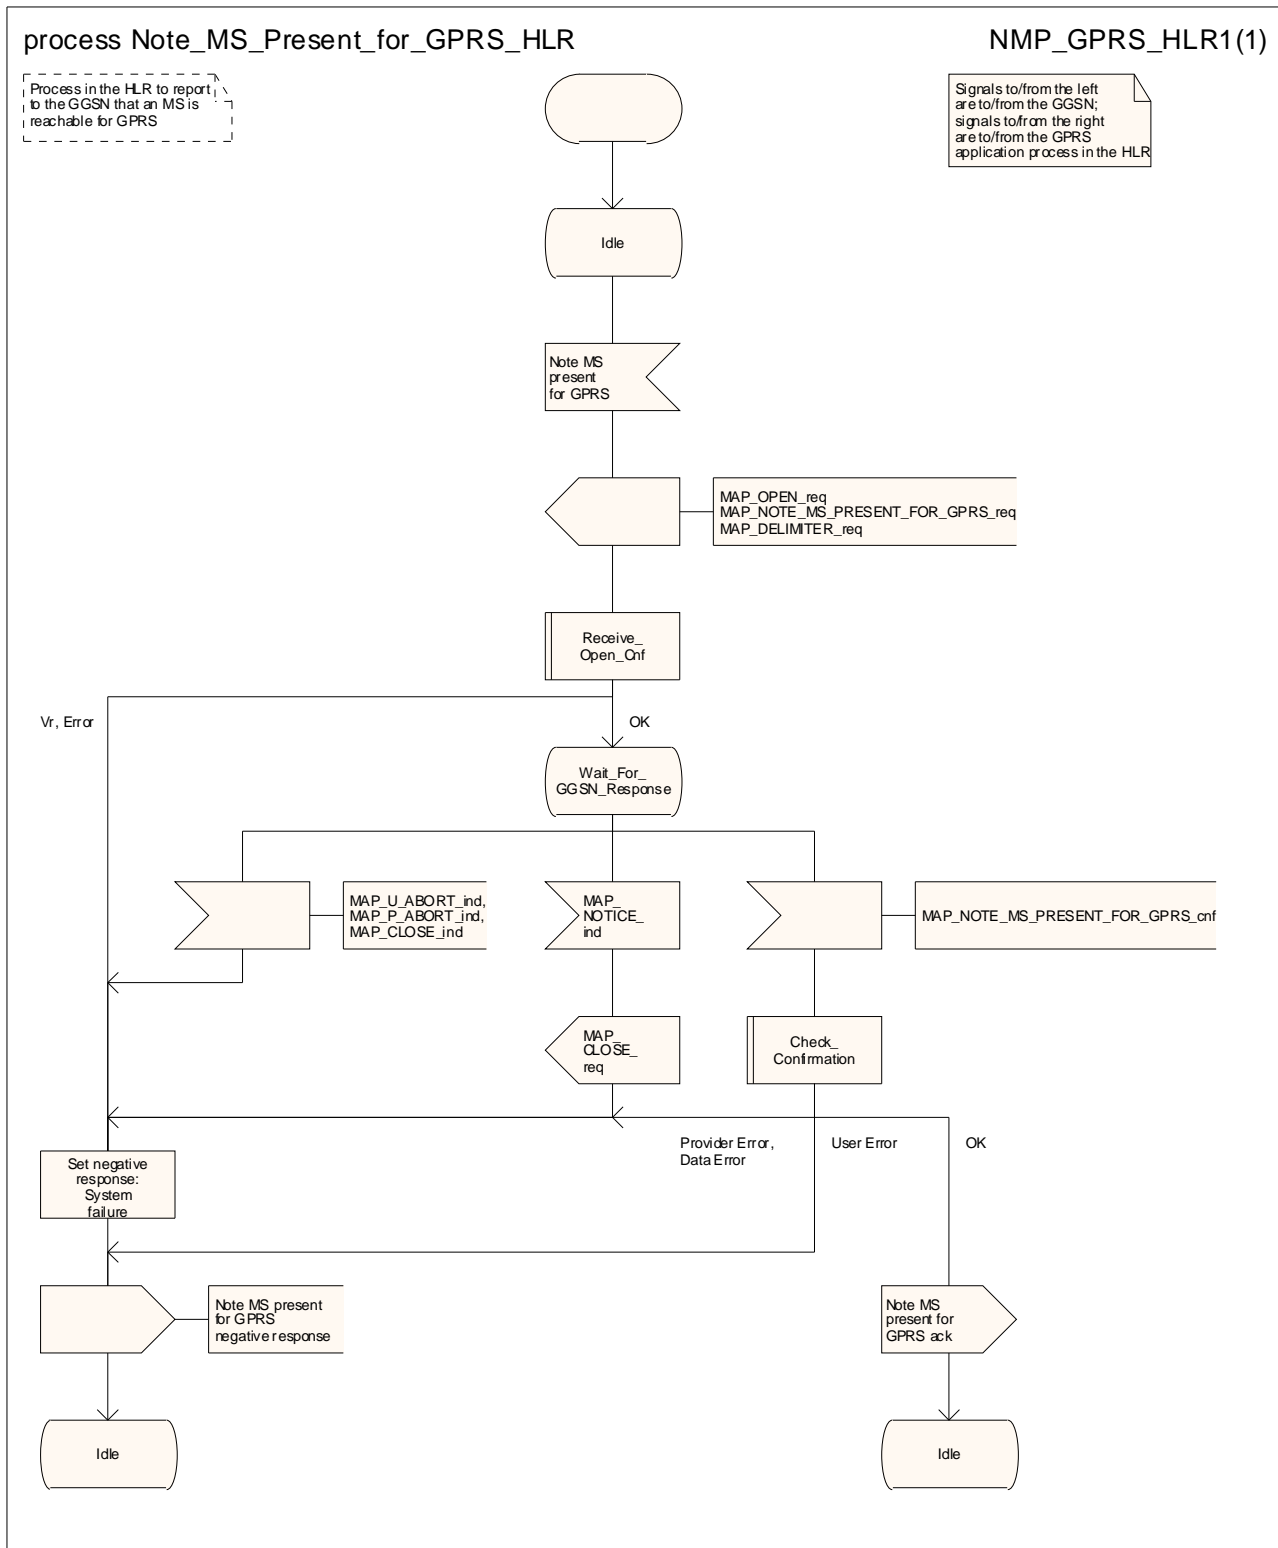 process Note_MS_Present_for_GPRS_HLR
NMP_GPRS_HLR1(1)
Process in the HLR to report
to the GGSN that an MS is
reachable for GPRS
Signals to/from the left
are to/from the GGSN;
signals to/from the right
are to/from the GPRS
application process in the HLR
Idle
Note MS
present
for GPRS
MAP_OPEN_req
MAP_NOTE_MS_PRESENT_FOR_GPRS_req
MAP_DELIMITER_req
Receive_
Open_Cnf
Vr, Error
OK
Wait_For_
GGSN_Response
MAP_U_ABORT_ind,
MAP_P_ABORT_ind,
MAP_CLOSE_ind
MAP_
NOTICE_
ind
MAP_NOTE_MS_PRESENT_FOR_GPRS_cnf
MAP_
CLOSE_
req
Check_
Confirmation
Provider Error,
Data Error
User Error
OK
Set negative
response:
System
failure
Note MS present
for GPRS
negative response
Note MS
present for
GPRS ack
Idle
Idle